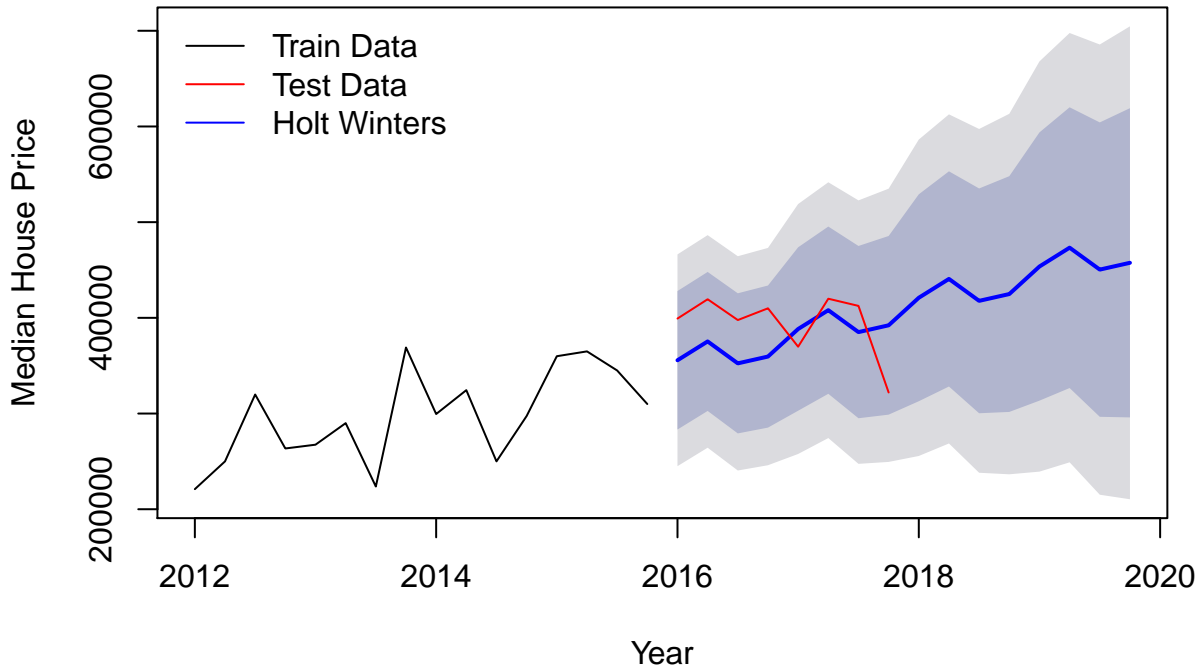 Train Data
Test Data
Holt Winters
Median House Price
600000
400000
200000
2012 2014 2016 2018 2020
Year